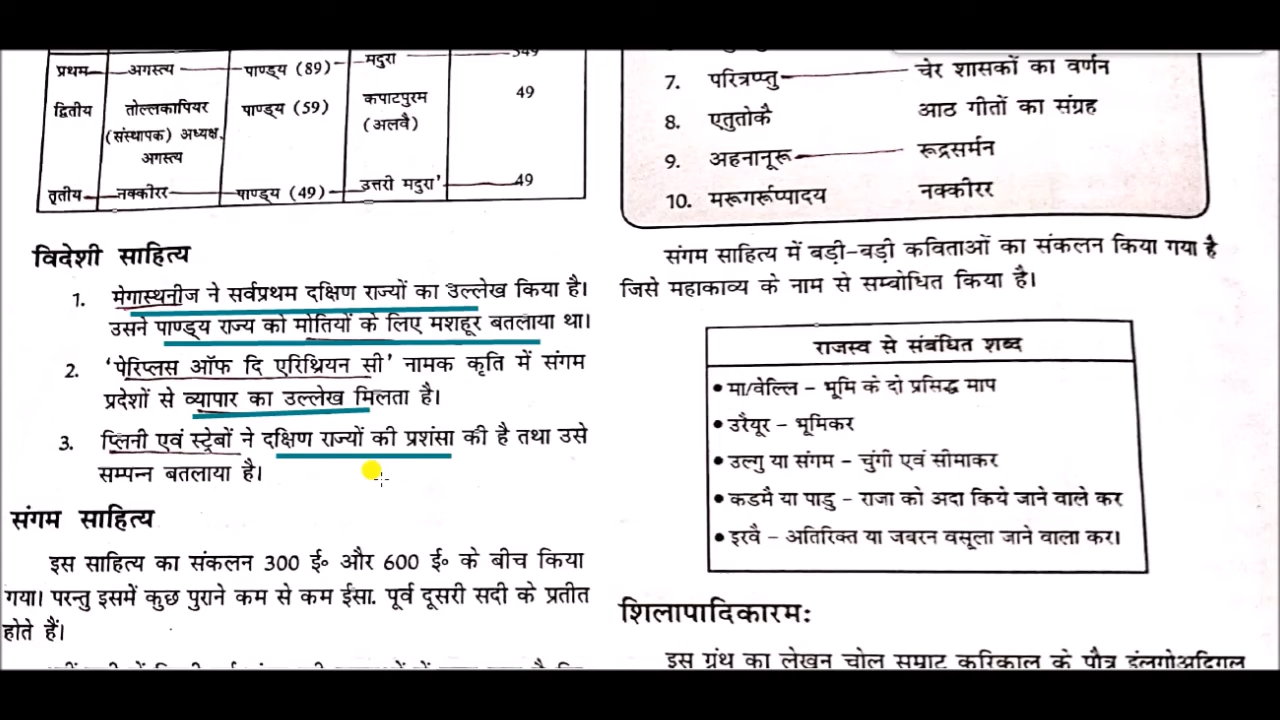 प्रथम अगस्त्य पाण्ड्य (89) मदुरा 549
द्वितीय तोल्लकापियर पाण्ड्य (59) कपाटपुरम 49
(संस्थापक) अध्यक्ष, (अलवै)
अगस्त्य
तृतीय नक्कीरर पाण्ड्य (49) उत्तरी मदुरा' 49
विदेशी साहित्य
1. मेगास्थनीज ने सर्वप्रथम दक्षिण राज्यों का उल्लेख किया है।
उसने पाण्ड्य राज्य को मोतियों के लिए मशहूर बतलाया था।
2. ‘पेरिप्लस ऑफ दि एरिथ्रियन सी’ नामक कृति में संगम
प्रदेशों से व्यापार का उल्लेख मिलता है।
3. प्लिनी एवं स्ट्रेबों ने दक्षिण राज्यों की प्रशंसा की है तथा उसे
सम्पन्न बतलाया है।
संगम साहित्य
इस साहित्य का संकलन 300 ई० और 600 ई० के बीच किया
गया। परन्तु इसमें कुछ पुराने कम से कम ईसा. पूर्व दूसरी सदी के प्रतीत
होते हैं।
7. परित्रप्प्तु चेर शासकों का वर्णन
8. एतुतोकै आठ गीतों का संग्रह
9. अहनानूरू रूद्रसर्मन
10. मरूगर्रूप्पादय नक्कीरर
संगम साहित्य में बड़ी-बड़ी कविताओं का संकलन किया गया है
जिसे महाकाव्य के नाम से सम्बोधित किया है।
राजस्व से संबंधित शब्द
• मा/वेल्लि – भूमि के दो प्रसिद्ध माप
• उरैयूर – भूमिकर
• उल्गु या संगम – चुंगी एवं सीमाकर
• कडमै या पाडु – राजा को अदा किये जाने वाले कर
• इरवै – अतिरिक्त या जबरन वसूला जाने वाला कर।
शिलापादिकारमः
इस ग्रंथ का लेखन चोल सम्राट करिकाल के पौत्र इंलगोअदिगल